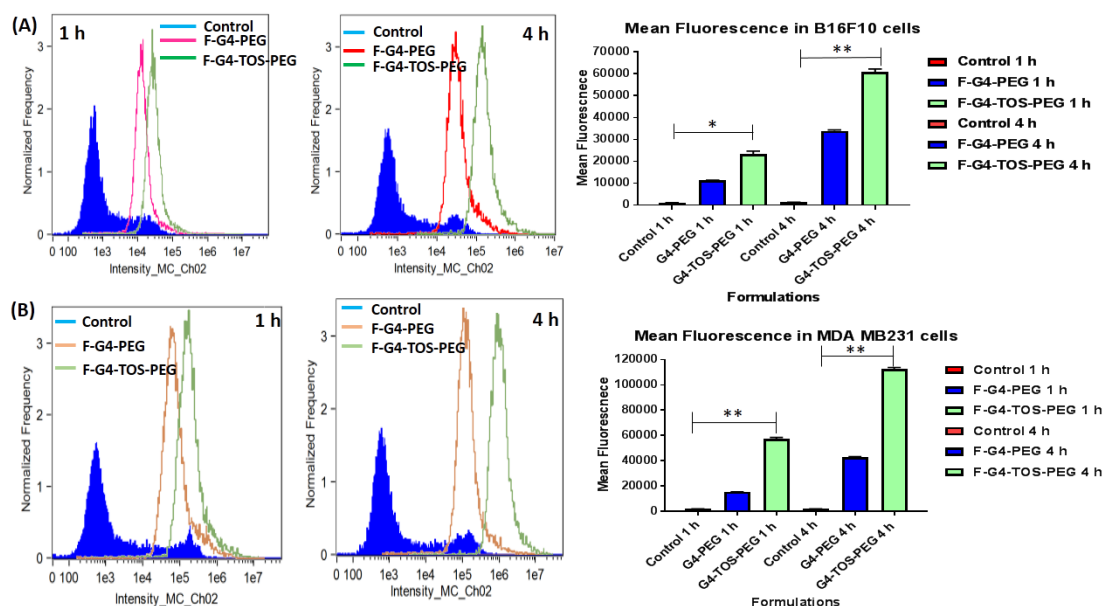 (A)
1 h
Control
F-G4-PEG
F-G4-TOS-PEG
Normalized Frequency
3
2
1
0
0 100 1e3 1e4 1e5 1e6 1e7
Intensity_MC_Ch02
4 h
Control
F-G4-PEG
F-G4-TOS-PEG
Normalized Frequency
3
2
1
0
0 100 1e3 1e4 1e5 1e6 1e7
Intensity_MC_Ch02
Mean Fluorescence in B16F10 cells
Mean Fluorescnece
70000
60000
50000
40000
30000
20000
10000
0
*
**
Control 1 h
G4-PEG 1 h
G4-TOS-PEG 1 h
Control 4 h
G4-PEG 4 h
G4-TOS-PEG 4 h
Formulations
Control 1 h
F-G4-PEG 1 h
F-G4-TOS-PEG 1 h
Control 4 h
F-G4-PEG 4 h
F-G4-TOS-PEG 4 h
(B)
1 h
Control
F-G4-PEG
F-G4-TOS-PEG
Normalized Frequency
3
2
1
0
0 100 1e3 1e4 1e5 1e6 1e7
Intensity_MC_Ch02
4 h
Control
F-G4-PEG
F-G4-TOS-PEG
Normalized Frequency
3
2
1
0
0 100 1e3 1e4 1e5 1e6 1e7
Intensity_MC_Ch02
Mean Fluorescence in MDA MB231 cells
Mean Fluorescnece
120000
100000
80000
60000
40000
20000
0
**
**
Control 1 h
G4-PEG 1 h
G4-TOS-PEG 1 h
Control 4 h
G4-PEG 4 h
G4-TOS-PEG 4 h
Formulations
Control 1 h
F-G4-PEG 1 h
F-G4-TOS-PEG 1 h
Control 4 h
F-G4-PEG 4 h
F-G4-TOS-PEG 4 h